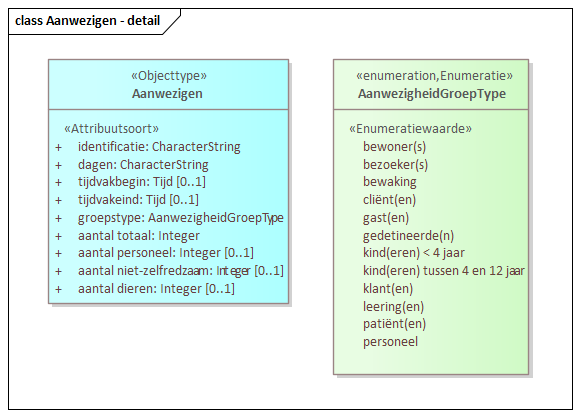 class Aanwezigen - detail
«Objecttype»
Aanwezigen
«Attribuutsoort»
+ identificatie: CharacterString
+ dagen: CharacterString
+ tijdvakbegin: Tijd [0..1]
+ tijdvakeind: Tijd [0..1]
+ groepstype: AanwezigheidGroepType
+ aantal totaal: Integer
+ aantal personeel: Integer [0..1]
+ aantal niet-zelfredzaam: Integer [0..1]
+ aantal dieren: Integer [0..1]
«enumeration,Enumeratie»
AanwezigheidGroepType
«Enumeratiewaarde»
bewoner(s)
bezoeker(s)
bewaking
cliënt(en)
gast(en)
gedetineerde(n)
kind(eren) < 4 jaar
kind(eren) tussen 4 en 12 jaar
klant(en)
leering(en)
patiënt(en)
personeel